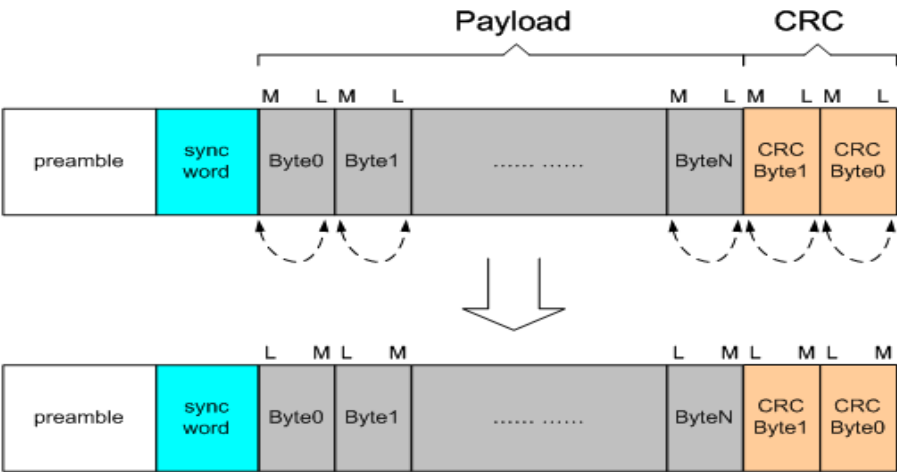 Payload CRC
M L M L M L M L M L
preamble sync word Byte0 Byte1 ...... ...... ByteN CRC Byte1 CRC Byte0
L M L M L M L M L M
preamble sync word Byte0 Byte1 ...... ...... ByteN CRC Byte1 CRC Byte0